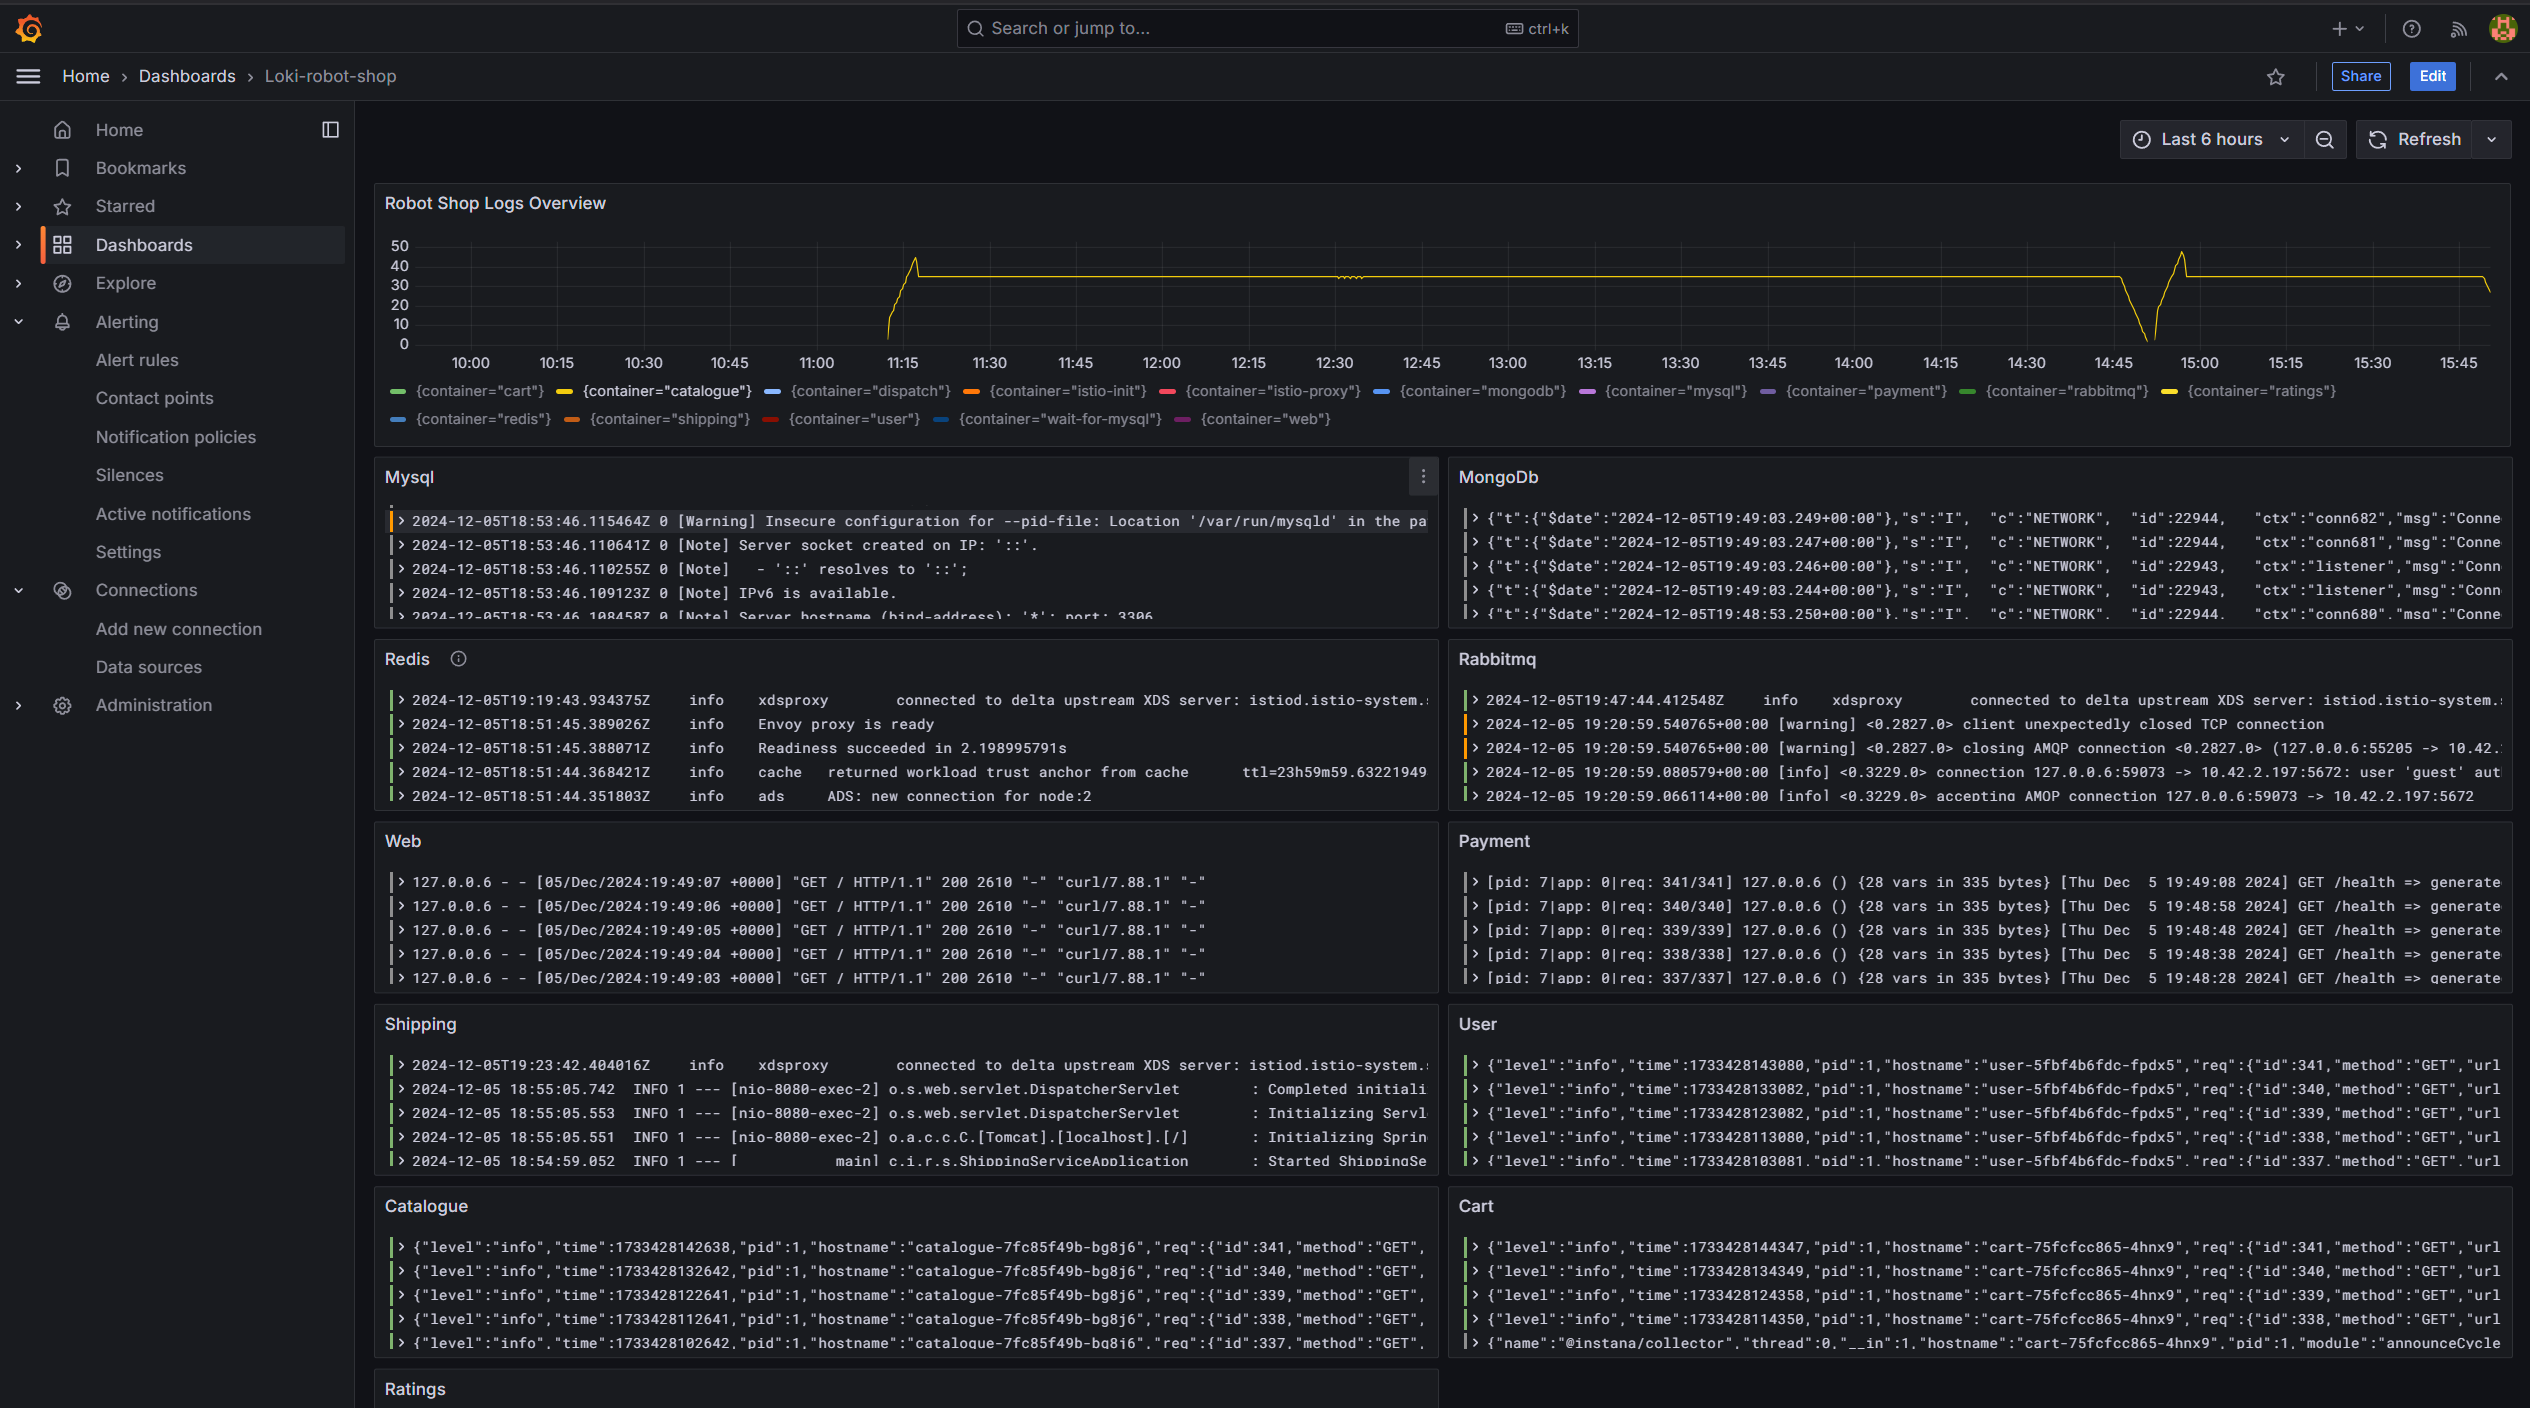 Search or jump to...
ctrl+k
Home › Dashboards › Loki-robot-shop
Share
Edit
Home
Bookmarks
Starred
Dashboards
Explore
Alerting
Alert rules
Contact points
Notification policies
Silences
Active notifications
Settings
Connections
Add new connection
Data sources
Administration
Last 6 hours
Refresh
Robot Shop Logs Overview
50
40
30
20
10
0
10:00 10:15 10:30 10:45 11:00 11:15 11:30 11:45 12:00 12:15 12:30 12:45 13:00 13:15 13:30 13:45 14:00 14:15 14:30 14:45 15:00 15:15 15:30 15:45
{container="cart"} {container="catalogue"} {container="dispatch"} {container="istio-init"} {container="istio-proxy"} {container="mongodb"} {container="mysql"} {container="payment"} {container="rabbitmq"} {container="ratings"}
{container="redis"} {container="shipping"} {container="user"} {container="wait-for-mysql"} {container="web"}
Mysql
2024-12-05T18:53:46.115464Z 0 [Warning] Insecure configuration for --pid-file: Location '/var/run/mysqld' in the pa
2024-12-05T18:53:46.110641Z 0 [Note] Server socket created on IP: '::'.
2024-12-05T18:53:46.110255Z 0 [Note]   - '::' resolves to '::';
2024-12-05T18:53:46.109123Z 0 [Note] IPv6 is available.
2024-12-05T18:53:46.108458Z 0 [Note] Server hostname (bind-address): '*'; port: 3306
MongoDb
{"t":{"$date":"2024-12-05T19:49:03.249+00:00"},"s":"I",  "c":"NETWORK",  "id":22944,   "ctx":"conn682","msg":"Conne
{"t":{"$date":"2024-12-05T19:49:03.247+00:00"},"s":"I",  "c":"NETWORK",  "id":22944,   "ctx":"conn681","msg":"Conne
{"t":{"$date":"2024-12-05T19:49:03.246+00:00"},"s":"I",  "c":"NETWORK",  "id":22943,   "ctx":"listener","msg":"Conn
{"t":{"$date":"2024-12-05T19:49:03.244+00:00"},"s":"I",  "c":"NETWORK",  "id":22943,   "ctx":"listener","msg":"Conn
{"t":{"$date":"2024-12-05T19:48:53.250+00:00"},"s":"I",  "c":"NETWORK",  "id":22944,   "ctx":"conn680","msg":"Conne
Redis
2024-12-05T19:19:43.934375Z info xdsproxy connected to delta upstream XDS server: istiod.istio-system.
2024-12-05T18:51:45.389026Z info Envoy proxy is ready
2024-12-05T18:51:45.388071Z info Readiness succeeded in 2.198995791s
2024-12-05T18:51:44.368421Z info cache returned workload trust anchor from cache ttl=23h59m59.63221949
2024-12-05T18:51:44.351803Z info ads ADS: new connection for node:2
Rabbitmq
2024-12-05T19:47:44.412548Z info xdsproxy connected to delta upstream XDS server: istiod.istio-system.
2024-12-05 19:20:59.540765+00:00 [warning] <0.2827.0> client unexpectedly closed TCP connection
2024-12-05 19:20:59.540765+00:00 [warning] <0.2827.0> closing AMQP connection <0.2827.0> (127.0.0.6:55205 -> 10.42.
2024-12-05 19:20:59.080579+00:00 [info] <0.3229.0> connection 127.0.0.6:59073 -> 10.42.2.197:5672: user 'guest' aut
2024-12-05 19:20:59.066114+00:00 [info] <0.3229.0> accepting AMQP connection 127.0.0.6:59073 -> 10.42.2.197:5672
Web
127.0.0.6 - - [05/Dec/2024:19:49:07 +0000] "GET / HTTP/1.1" 200 2610 "-" "curl/7.88.1" "-"
127.0.0.6 - - [05/Dec/2024:19:49:06 +0000] "GET / HTTP/1.1" 200 2610 "-" "curl/7.88.1" "-"
127.0.0.6 - - [05/Dec/2024:19:49:05 +0000] "GET / HTTP/1.1" 200 2610 "-" "curl/7.88.1" "-"
127.0.0.6 - - [05/Dec/2024:19:49:04 +0000] "GET / HTTP/1.1" 200 2610 "-" "curl/7.88.1" "-"
127.0.0.6 - - [05/Dec/2024:19:49:03 +0000] "GET / HTTP/1.1" 200 2610 "-" "curl/7.88.1" "-"
Payment
[pid: 7|app: 0|req: 341/341] 127.0.0.6 () {28 vars in 335 bytes} [Thu Dec  5 19:49:08 2024] GET /health => generate
[pid: 7|app: 0|req: 340/340] 127.0.0.6 () {28 vars in 335 bytes} [Thu Dec  5 19:48:58 2024] GET /health => generate
[pid: 7|app: 0|req: 339/339] 127.0.0.6 () {28 vars in 335 bytes} [Thu Dec  5 19:48:48 2024] GET /health => generate
[pid: 7|app: 0|req: 338/338] 127.0.0.6 () {28 vars in 335 bytes} [Thu Dec  5 19:48:38 2024] GET /health => generate
[pid: 7|app: 0|req: 337/337] 127.0.0.6 () {28 vars in 335 bytes} [Thu Dec  5 19:48:28 2024] GET /health => generate
Shipping
2024-12-05T19:23:42.404016Z info xdsproxy connected to delta upstream XDS server: istiod.istio-system.
2024-12-05 18:55:05.742  INFO 1 --- [nio-8080-exec-2] o.s.web.servlet.DispatcherServlet        : Completed initiali
2024-12-05 18:55:05.553  INFO 1 --- [nio-8080-exec-2] o.s.web.servlet.DispatcherServlet        : Initializing Servl
2024-12-05 18:55:05.551  INFO 1 --- [nio-8080-exec-2] o.a.c.c.C.[Tomcat].[localhost].[/]       : Initializing Sprin
2024-12-05 18:54:59.052  INFO 1 --- [           main] c.i.r.s.ShippingServiceApplication       : Started ShippingSe
User
{"level":"info","time":1733428143080,"pid":1,"hostname":"user-5fbf4b6fdc-fpdx5","req":{"id":341,"method":"GET","url
{"level":"info","time":1733428133082,"pid":1,"hostname":"user-5fbf4b6fdc-fpdx5","req":{"id":340,"method":"GET","url
{"level":"info","time":1733428123082,"pid":1,"hostname":"user-5fbf4b6fdc-fpdx5","req":{"id":339,"method":"GET","url
{"level":"info","time":1733428113080,"pid":1,"hostname":"user-5fbf4b6fdc-fpdx5","req":{"id":338,"method":"GET","url
{"level":"info","time":1733428103081,"pid":1,"hostname":"user-5fbf4b6fdc-fpdx5","req":{"id":337,"method":"GET","url
Catalogue
{"level":"info","time":1733428142638,"pid":1,"hostname":"catalogue-7fc85f49b-bg8j6","req":{"id":341,"method":"GET",
{"level":"info","time":1733428132642,"pid":1,"hostname":"catalogue-7fc85f49b-bg8j6","req":{"id":340,"method":"GET",
{"level":"info","time":1733428122641,"pid":1,"hostname":"catalogue-7fc85f49b-bg8j6","req":{"id":339,"method":"GET",
{"level":"info","time":1733428112641,"pid":1,"hostname":"catalogue-7fc85f49b-bg8j6","req":{"id":338,"method":"GET",
{"level":"info","time":1733428102642,"pid":1,"hostname":"catalogue-7fc85f49b-bg8j6","req":{"id":337,"method":"GET",
Cart
{"level":"info","time":1733428144347,"pid":1,"hostname":"cart-75fcfcc865-4hnx9","req":{"id":341,"method":"GET","url
{"level":"info","time":1733428134349,"pid":1,"hostname":"cart-75fcfcc865-4hnx9","req":{"id":340,"method":"GET","url
{"level":"info","time":1733428124358,"pid":1,"hostname":"cart-75fcfcc865-4hnx9","req":{"id":339,"method":"GET","url
{"level":"info","time":1733428114350,"pid":1,"hostname":"cart-75fcfcc865-4hnx9","req":{"id":338,"method":"GET","url
{"name":"@instana/collector","thread":0,"__in":1,"hostname":"cart-75fcfcc865-4hnx9","pid":1,"module":"announceCycle
Ratings